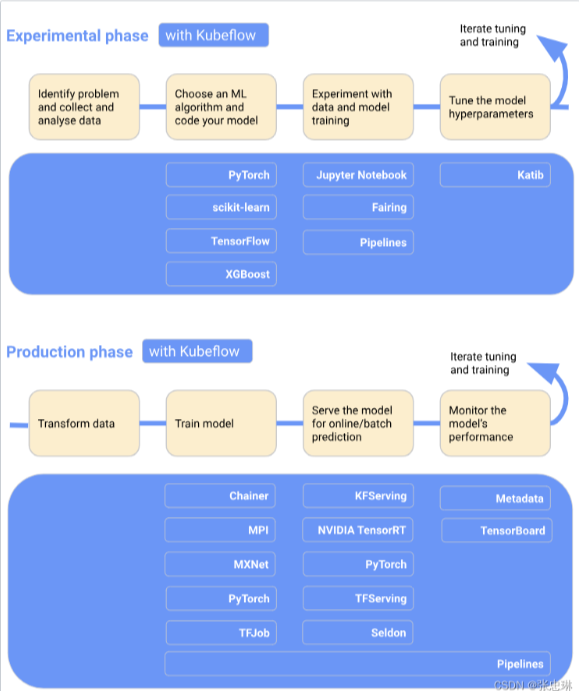 Experimental phase with Kubeflow
Iterate tuning
and training
Identify problem
and collect and
analyse data
Choose an ML
algorithm and
code your model
Experiment with
data and model
training
Tune the model
hyperparameters
PyTorch
scikit-learn
TensorFlow
XGBoost
Jupyter Notebook
Fairing
Pipelines
Katib
Production phase with Kubeflow
Iterate tuning
and training
Transform data
Train model
Serve the model
for online/batch
prediction
Monitor the
model's
performance
Chainer
MPI
MXNet
PyTorch
TFJob
KFServing
NVIDIA TensorRT
PyTorch
TFServing
Seldon
Metadata
TensorBoard
Pipelines
CSDN @张忠琳